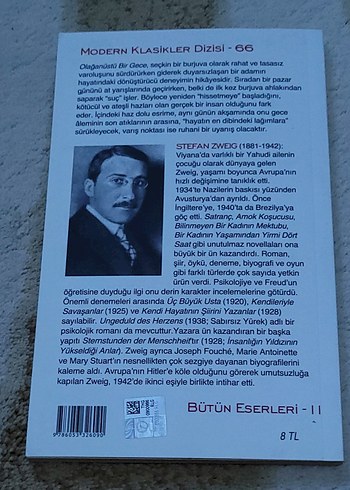 MODERN KLASİKLER DİZİSİ - 66
Olağanüstü Bir Gece, seçkin bir burjuva olarak rahat ve tasasız
varoluşunu sürdürürken giderek duyarsızlaşan bir adamın
hayatındaki dönüştürücü deneyimin hikâyesidir. Sıradan bir pazar
gününü at yarışlarında geçirirken, belki de ilk kez burjuva ahlakından
saparak "suç" işler. Böylece yeniden "hissetmeye" başladığını,
kötücül ve ateşli hazları olan gerçek bir insan olduğunu fark
eder. İçindeki haz dolu esrime, aynı günün akşamında onu gece
âleminin son atıklarının arasına, "hayatın en dibindeki lağımlara"
sürükleyecek, varış noktası ise ruhani bir uyanış olacaktır.
STEFAN ZWEIG (1881-1942):
Viyana'da varlıklı bir Yahudi ailenin
çocuğu olarak dünyaya gelen
Zweig, yaşamı boyunca Avrupa'nın
hızlı değişimine tanıklık etti.
1934'te Nazilerin baskısı yüzünden
Avusturya'dan ayrıldı. Önce
İngiltere'ye, 1940'ta da Brezilya'ya
göç etti. Satranç, Amok Koşucusu,
Bilinmeyen Bir Kadının Mektubu,
Bir Kadının Yaşamından Yirmi Dört
Saat gibi unutulmaz novellaları ona
büyük bir ün kazandırdı. Roman,
şiir, öykü, deneme, biyografi ve oyun
gibi farklı türlerde çok sayıda yetkin
ürün verdi. Psikolojiye ve Freud'un
öğretisine duyduğu ilgi onu derin karakter incelemelerine götürdü.
Önemli denemeleri arasında Üç Büyük Usta (1920), Kendileriyle
Savaşanlar (1925) ve Kendi Hayatının Şiirini Yazanlar (1928)
sayılabilir. Ungeduld des Herzens (1938; Sabırsız Yürek) adlı bir
psikolojik romanı da mevcuttur. Yazara ün kazandıran bir başka
yapıtı Sternstunden der Menschheit'tır (1928; İnsanlığın Yıldızının
Yükseldiği Anlar). Zweig ayrıca Joseph Fouché, Marie Antoinette
ve Mary Stuart'ın nesnellikten çok sezgiye dayanan biyografilerini
kaleme aldı. Avrupa'nın Hitler'e köle olduğunu görerek umutsuzluğa
kapılan Zweig, 1942'de ikinci eşiyle birlikte intihar etti.
BÜTÜN ESERLERİ - 11
8 TL
9 786053 326090